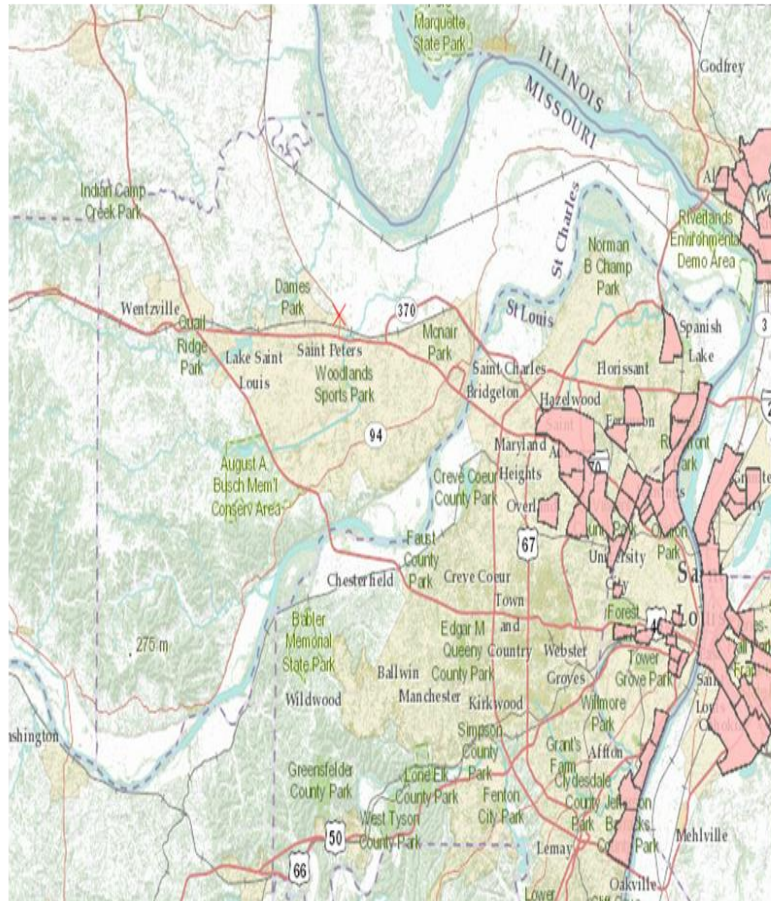 Marquette
State Park
ILLINOIS
MISSOURI
Godfrey
Indian Camp
Creek Park
Riverlands
Environmental
Demo Area
St Charles
Norman
B Champ
Park
Dames
Park
Wentzville
370
St Louis
3
Quail
Ridge
Park
Mcnair
Park
Spanish
Lake
Lake Saint
Louis
Saint Peters
Woodlands
Sports Park
Saint Charles
Florissant
Bridgeton
Hazelwood
Saint
94
Maryland
Heights
70
August A.
Busch Mem'l
Conserv Area
Creve Coeur
County Park
67
Faust
County
Park
University
City
Chesterfield
Creve Coeur
Town
and
Country
Forest
Babler
Memorial
State Park
275 m
Edgar M
Queeny
County Park
Webster
Groves
Tower
Grove Park
Ballwin
Manchester
Wildwood
Kirkwood
Willmore
Park
Simpson
County
Park
Grant's
Farm
Affton
Clydesdale
County
Park
Greensfelder
County Park
Lone Elk
County Park
Fenton
City Park
West Tyson
County Park
50
66
Lemay
Mehlville
Oakville
Lower